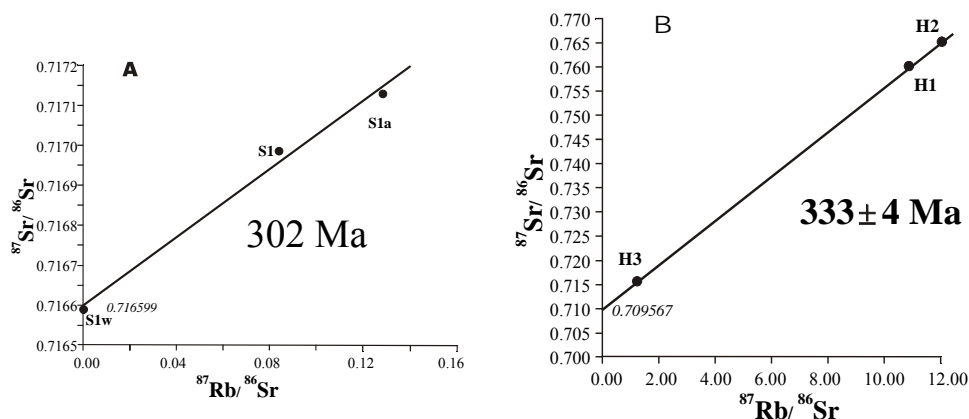 A
0.7172
0.7171
0.7170
0.7169
0.7168
0.7167
0.7166
0.7165
87Sr/ 86Sr
S1a
S1
302 Ma
0.716599
S1w
0.00
0.04
0.08
0.12
0.16
87Rb/ 86Sr
B
0.770
0.765
0.760
0.755
0.750
0.745
0.740
0.735
0.730
0.725
0.720
0.715
0.710
0.705
0.700
87Sr/ 86Sr
H2
H1
333±4 Ma
H3
0.709567
0.00
2.00
4.00
6.00
8.00
10.00
12.00
87Rb/ 86Sr